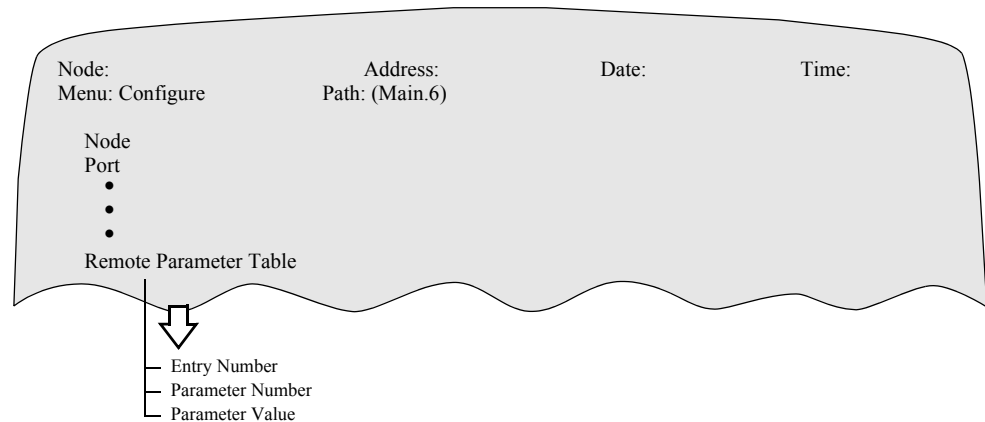 Node: Address: Date: Time:
Menu: Configure Path: (Main.6)
Node
Port
•
•
•
Remote Parameter Table
Entry Number
Parameter Number
Parameter Value